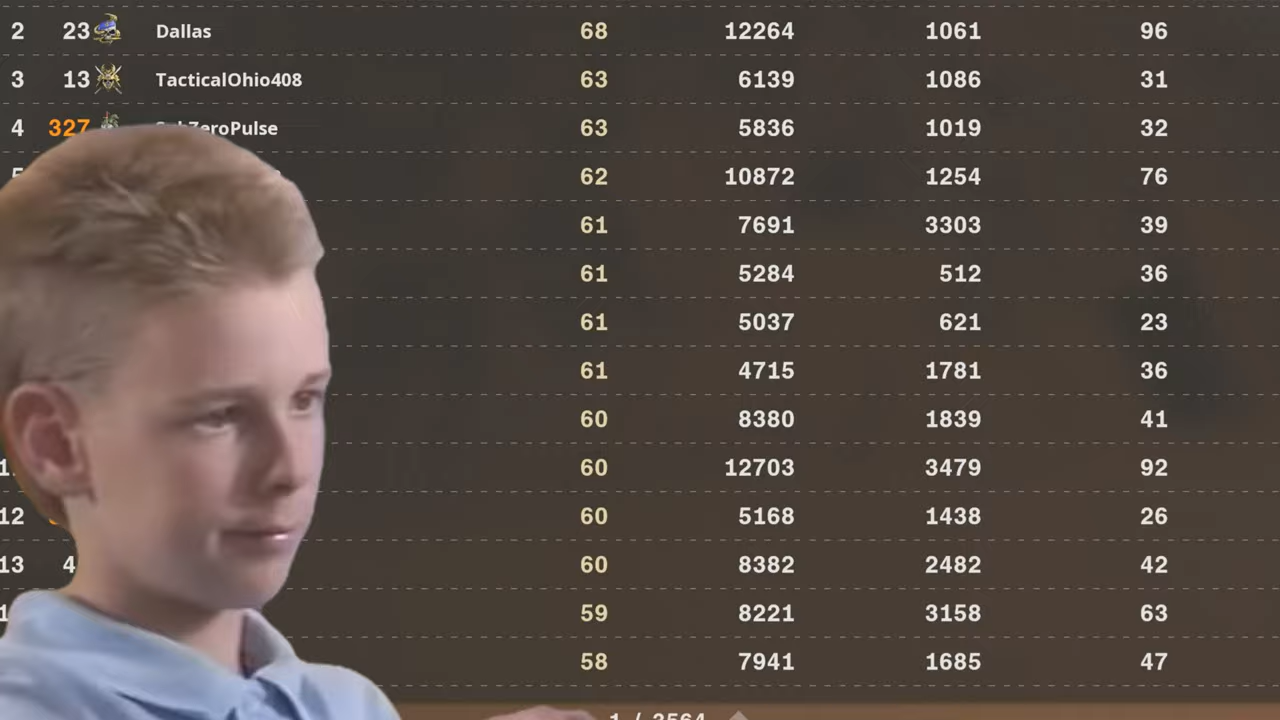 2 23 Dallas 68 12264 1061 96
3 13 TacticalOhio408 63 6139 1086 31
4 327 63 5836 1019 32
62 10872 1254 76
61 7691 3303 39
61 5284 512 36
61 5037 621 23
61 4715 1781 36
60 8380 1839 41
60 12703 3479 92
12 60 5168 1438 26
13 4 60 8382 2482 42
59 8221 3158 63
58 7941 1685 47